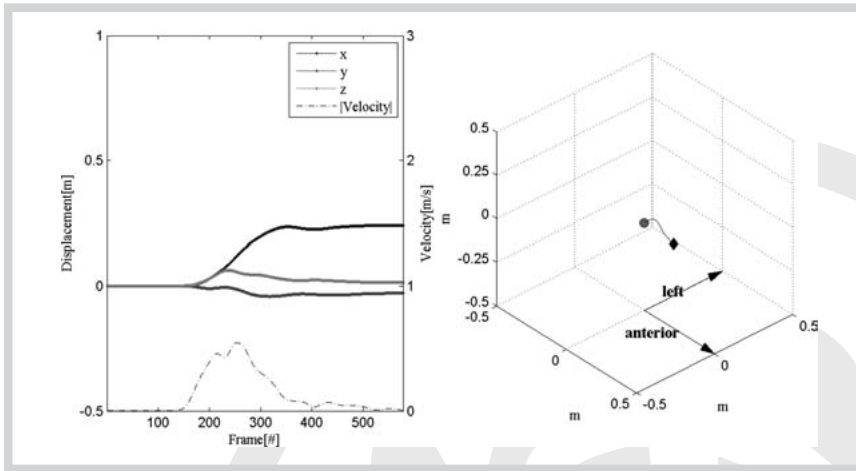 1
0.5
0
-0.5
Displacement[m]
100 200 300 400 500
Frame[#]
3
2
1
0
Velocity[m/s]
x
y
z
|Velocity|
0.5
0.25
0
-0.25
-0.5
m
-0.5
0
0.5
m
-0.5
0
0.5
m
left
anterior